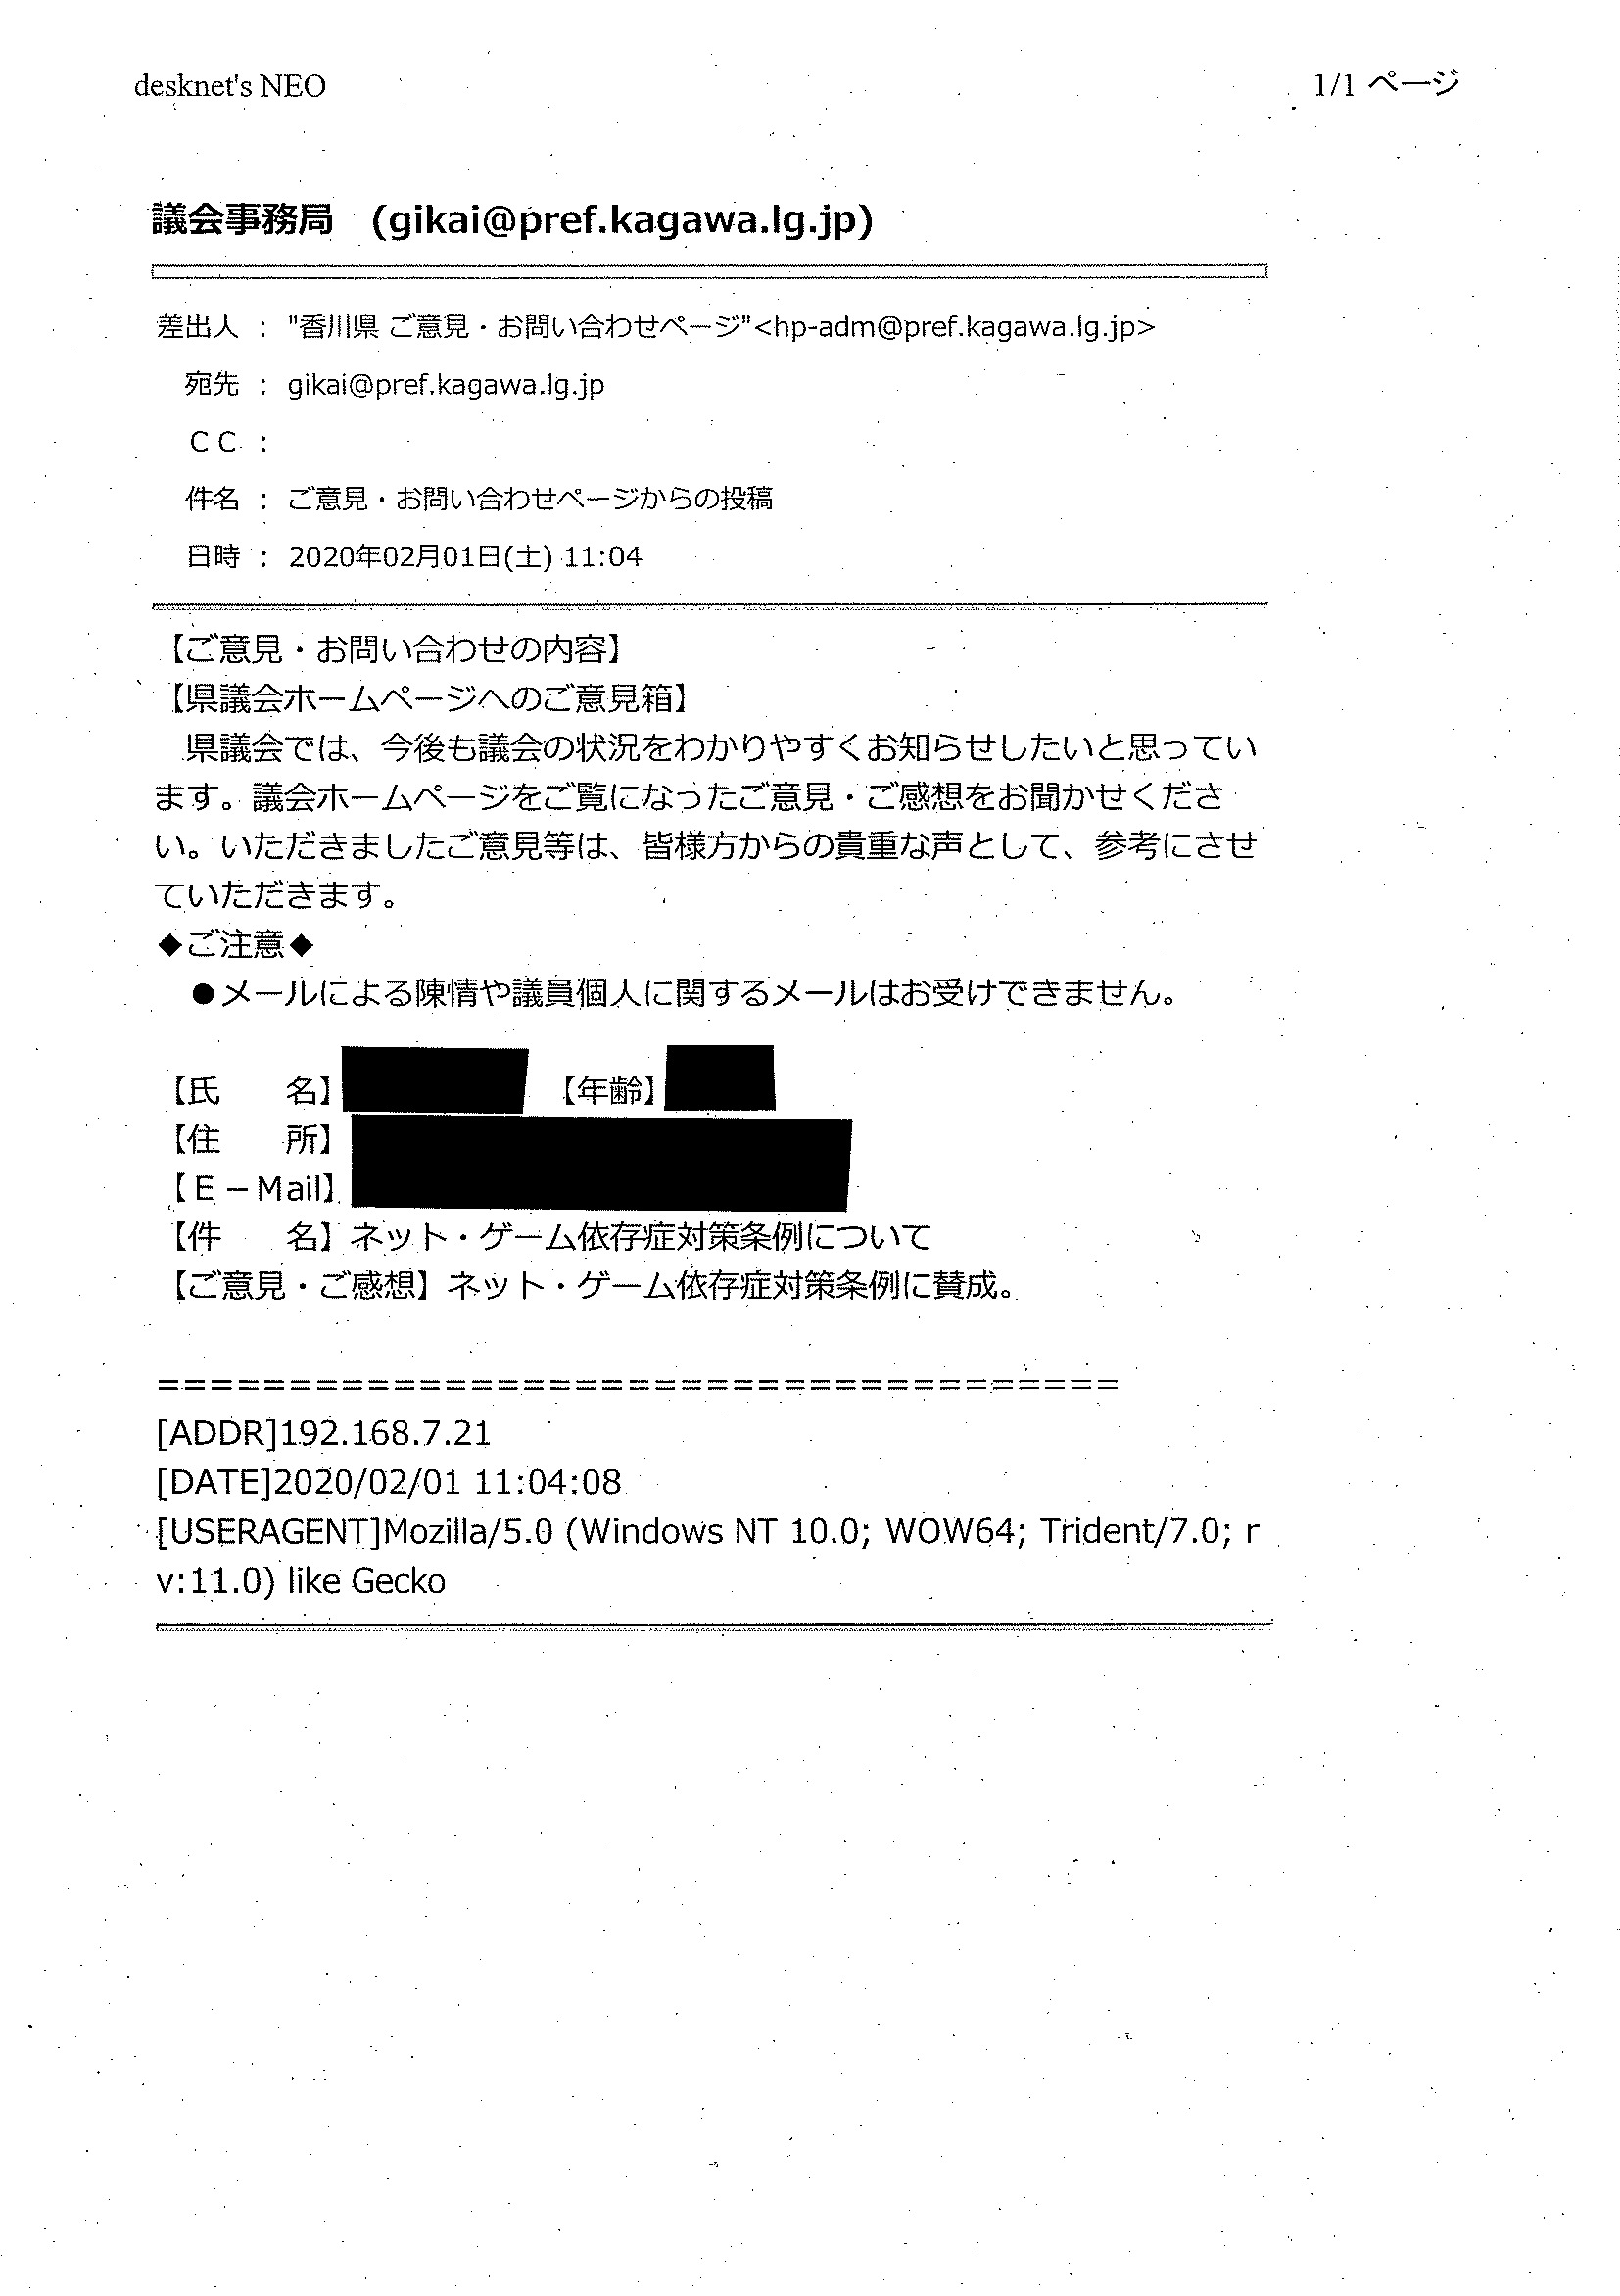 desknet's NEO
1/1 ページ
議会事務局 (gikai@pref.kagawa.lg.jp)
差出人 : "香川県 ご意見・お問い合わせページ"<hp-adm@pref.kagawa.lg.jp>
宛先 : gikai@pref.kagawa.lg.jp
ＣＣ :
件名 : ご意見・お問い合わせページからの投稿
日時 : 2020年02月01日(土) 11:04
【ご意見・お問い合わせの内容】
【県議会ホームページへのご意見箱】
　県議会では、今後も議会の状況をわかりやすくお知らせしたいと思ってい
ます。議会ホームページをご覧になったご意見・ご感想をお聞かせくださ
い。いただきましたご意見等は、皆様方からの貴重な声として、参考にさせ
ていただきます。
◆ご注意◆
　●メールによる陳情や議員個人に関するメールはお受けできません。
【氏　　名】　【年齢】
【住　　所】
【Ｅ－Mail】
【件　　名】ネット・ゲーム依存症対策条例について
【ご意見・ご感想】ネット・ゲーム依存症対策条例に賛成。
=====================================
[ADDR]192.168.7.21
[DATE]2020/02/01 11:04:08
[USERAGENT]Mozilla/5.0 (Windows NT 10.0; WOW64; Trident/7.0; r
v:11.0) like Gecko